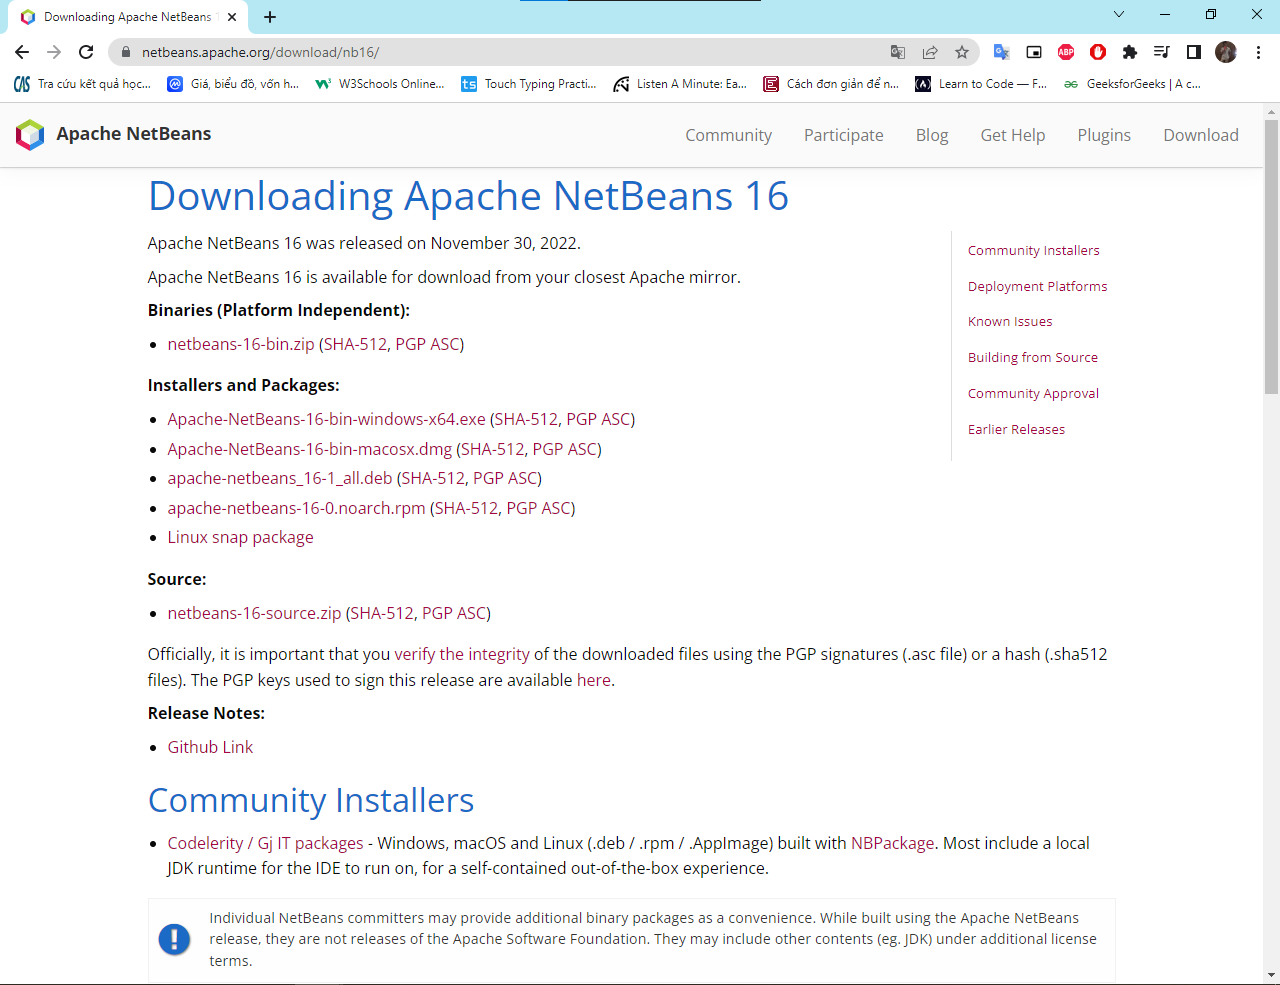 Downloading Apache NetBeans
netbeans.apache.org/download/nb16/
ABP
Tra cứu kết quả học...
Giá, biểu đồ, vốn h...
W3Schools Online...
ts
Touch Typing Practi...
Listen A Minute: Ea...
Cách đơn giản để n...
Learn to Code — F...
GeeksforGeeks | A c...
Apache NetBeans
Community
Participate
Blog
Get Help
Plugins
Download
Downloading Apache NetBeans 16
Apache NetBeans 16 was released on November 30, 2022.
Apache NetBeans 16 is available for download from your closest Apache mirror.
Binaries (Platform Independent):
netbeans-16-bin.zip (SHA-512, PGP ASC)
Installers and Packages:
Apache-NetBeans-16-bin-windows-x64.exe (SHA-512, PGP ASC)
Apache-NetBeans-16-bin-macosx.dmg (SHA-512, PGP ASC)
apache-netbeans_16-1_all.deb (SHA-512, PGP ASC)
apache-netbeans-16-0.noarch.rpm (SHA-512, PGP ASC)
Linux snap package
Source:
netbeans-16-source.zip (SHA-512, PGP ASC)
Officially, it is important that you verify the integrity of the downloaded files using the PGP signatures (.asc file) or a hash (.sha512
files). The PGP keys used to sign this release are available here.
Release Notes:
Github Link
Community Installers
Deployment Platforms
Known Issues
Building from Source
Community Approval
Earlier Releases
Community Installers
Codelerity / Gj IT packages - Windows, macOS and Linux (.deb / .rpm / .AppImage) built with NBPackage. Most include a local
JDK runtime for the IDE to run on, for a self-contained out-of-the-box experience.
Individual NetBeans committers may provide additional binary packages as a convenience. While built using the Apache NetBeans
release, they are not releases of the Apache Software Foundation. They may include other contents (eg. JDK) under additional license
terms.